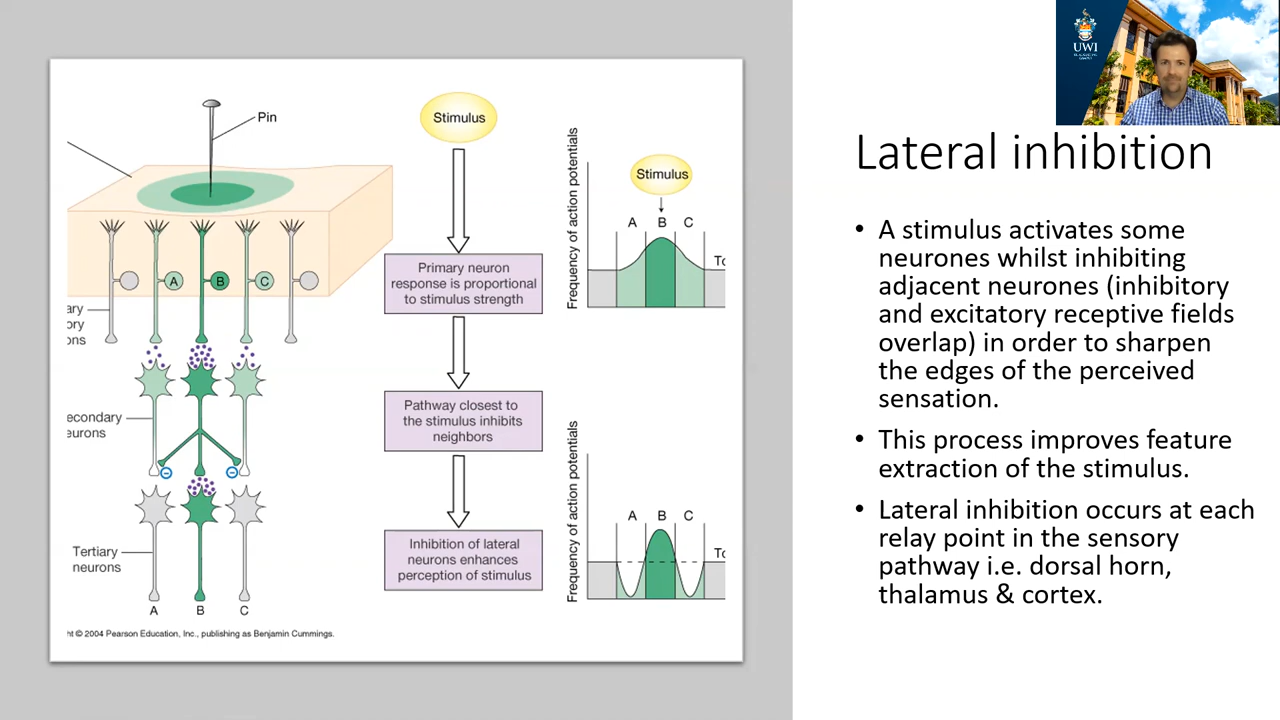 Pin
Stimulus
Frequency of action potentials
Stimulus
A B C
To
A
B
C
Primary neuron
response is proportional
to stimulus strength
ary
ory
ons
Pathway closest to
the stimulus inhibits
neighbors
econdary
eurons
−
−
Frequency of action potentials
A B C
To
Inhibition of lateral
neurons enhances
perception of stimulus
Tertiary
neurons
A B C
ht © 2004 Pearson Education, Inc., publishing as Benjamin Cummings.
UWI
Lateral inhibition
• A stimulus activates some
neurones whilst inhibiting
adjacent neurones (inhibitory
and excitatory receptive fields
overlap) in order to sharpen
the edges of the perceived
sensation.
• This process improves feature
extraction of the stimulus.
• Lateral inhibition occurs at each
relay point in the sensory
pathway i.e. dorsal horn,
thalamus & cortex.